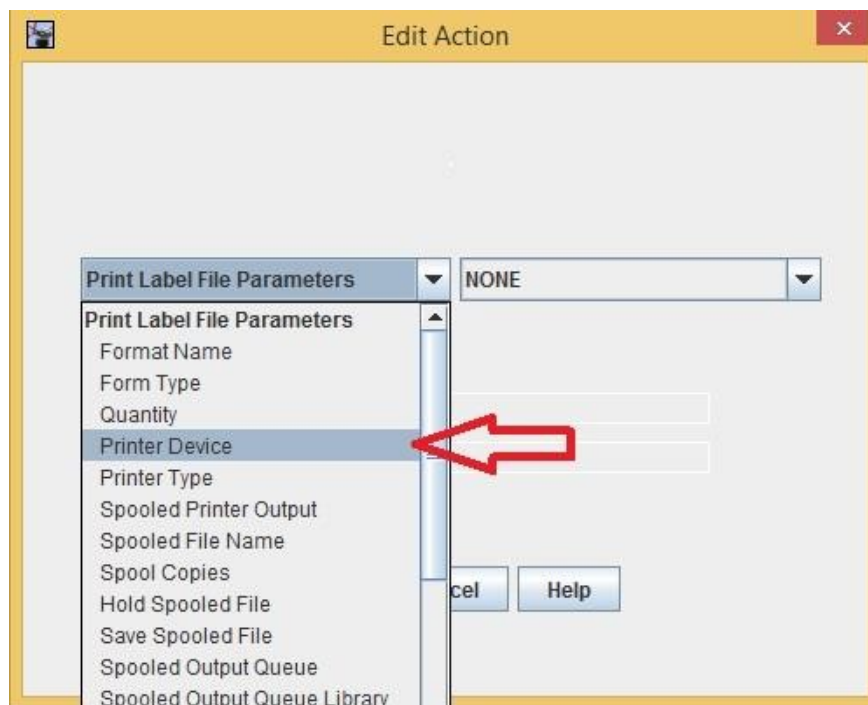 Edit Action
Print Label File Parameters NONE
Print Label File Parameters
Format Name
Form Type
Quantity
Printer Device
Printer Type
Spooled Printer Output
Spooled File Name
Spool Copies
cel Help
Hold Spooled File
Save Spooled File
Spooled Output Queue
Spooled Output Queue Library